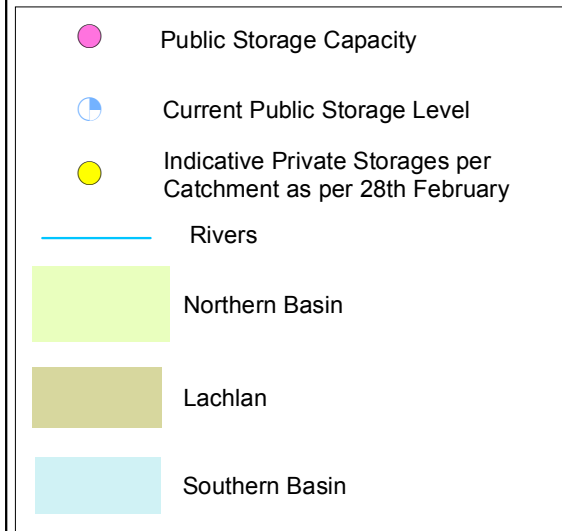 Public Storage Capacity
Current Public Storage Level
Indicative Private Storages per
Catchment as per 28th February
Rivers
Northern Basin
Lachlan
Southern Basin